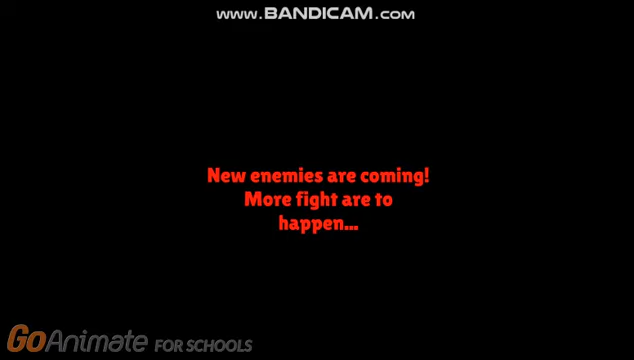 www.BANDICAM.com
New enemies are coming!
More fight are to
happen...
GoAnimate FOR SCHOOLS